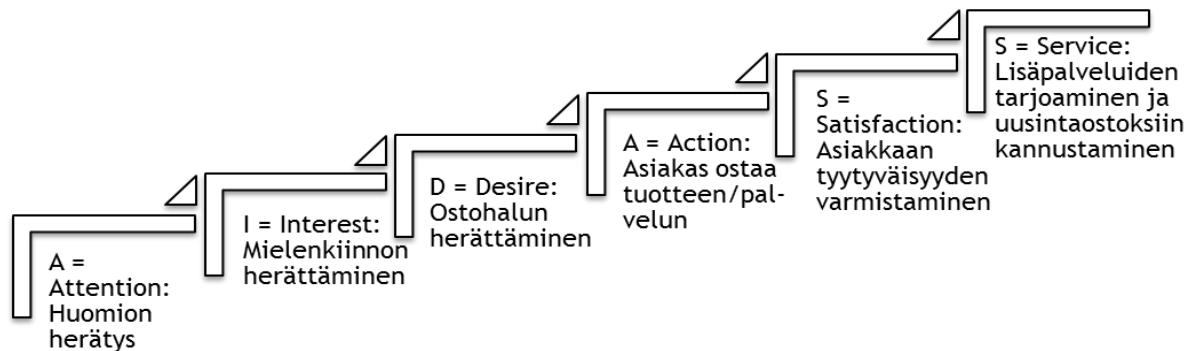 A =
Attention:
Huomion
herätys
I = Interest:
Mielenkiinnon
herättäminen
D = Desire:
Ostohalun
herättäminen
A = Action:
Asiakas ostaa
tuotteen/pal-
velun
S =
Satisfaction:
Asiakkaan
tyytyväisyyden
varmistaminen
S = Service:
Lisäpalveluiden
tarjoaminen ja
uusintaostoksiin
kannustaminen